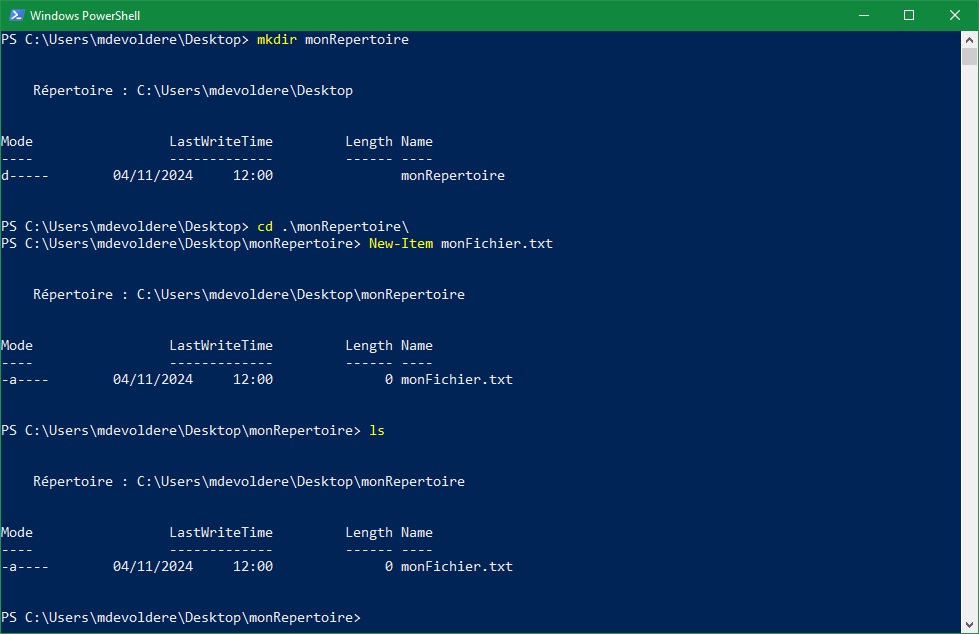 Windows PowerShell
PS C:\Users\mdevoldere\Desktop> mkdir monRepertoire
Répertoire : C:\Users\mdevoldere\Desktop
Mode                 LastWriteTime         Length Name
----                 -------------         ------ ----
d-----        04/11/2024     12:00                monRepertoire
PS C:\Users\mdevoldere\Desktop> cd .\monRepertoire\
PS C:\Users\mdevoldere\Desktop\monRepertoire> New-Item monFichier.txt
Répertoire : C:\Users\mdevoldere\Desktop\monRepertoire
Mode                 LastWriteTime         Length Name
----                 -------------         ------ ----
-a----        04/11/2024     12:00              0 monFichier.txt
PS C:\Users\mdevoldere\Desktop\monRepertoire> ls
Répertoire : C:\Users\mdevoldere\Desktop\monRepertoire
Mode                 LastWriteTime         Length Name
----                 -------------         ------ ----
-a----        04/11/2024     12:00              0 monFichier.txt
PS C:\Users\mdevoldere\Desktop\monRepertoire>